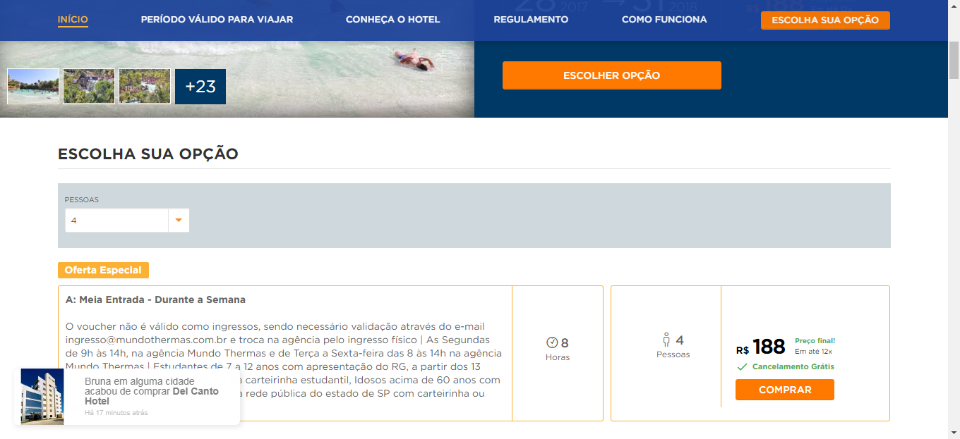 INÍCIO
PERÍODO VÁLIDO PARA VIAJAR
CONHEÇA O HOTEL
REGULAMENTO
COMO FUNCIONA
ESCOLHA SUA OPÇÃO
+23
ESCOLHER OPÇÃO
ESCOLHA SUA OPÇÃO
PESSOAS
4
Oferta Especial
A: Meia Entrada - Durante a Semana
O voucher não é válido como ingressos, sendo necessário validação através do e-mail
ingresso@mundothermas.com.br e troca na agência pelo ingresso físico | As Segundas
de 9h às 14h, na agência Mundo Thermas e de Terça a Sexta-feira das 8 às 14h na agência
Mundo Thermas | Estudantes de 7 a 12 anos com apresentação do RG, a partir dos 13
carteirinha estudantil, Idosos acima de 60 anos com
rede pública do estado de SP com carteirinha ou
8
Horas
4
Pessoas
R$ 188
Preço final!
Em até 12x
Cancelamento Grátis
COMPRAR
Bruna em alguma cidade
acabou de comprar Del Canto
Hotel
Há 17 minutos atrás